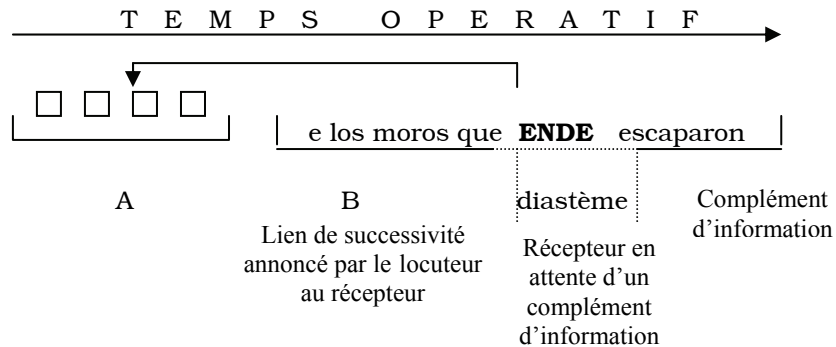 T E M P S O P E R A T I F
e los moros que ENDE escaparon
A
B
diastème
Complément
d'information
Lien de successivité
annoncé par le locuteur
au récepteur
Récepteur en
attente d'un
complément
d'information